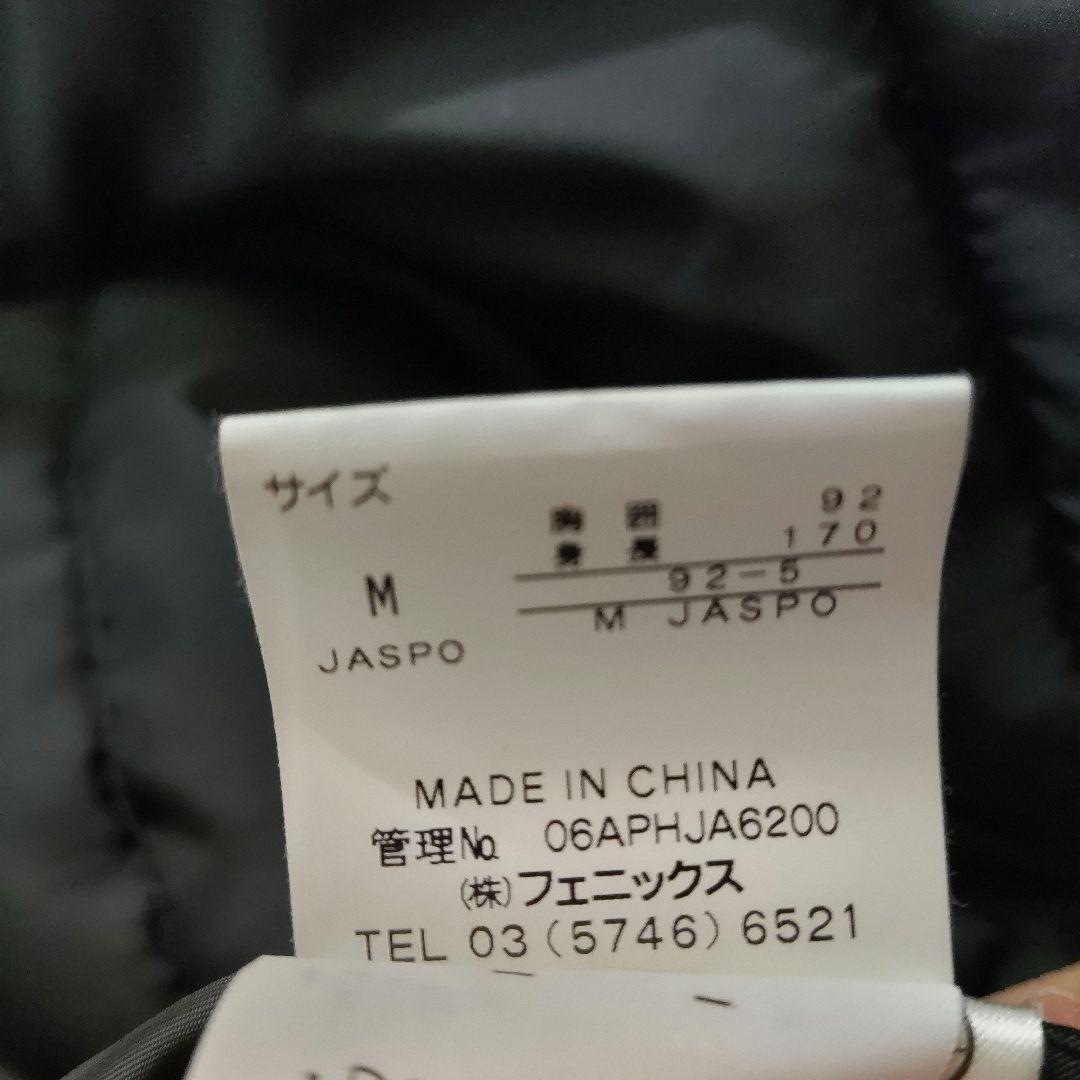 サイズ
胸囲 92
身長 170
92-5
M JASPO
M
JASPO
MADE IN CHINA
管理No. 06APHJA6200
(株)フェニックス
TEL 03(5746)6521